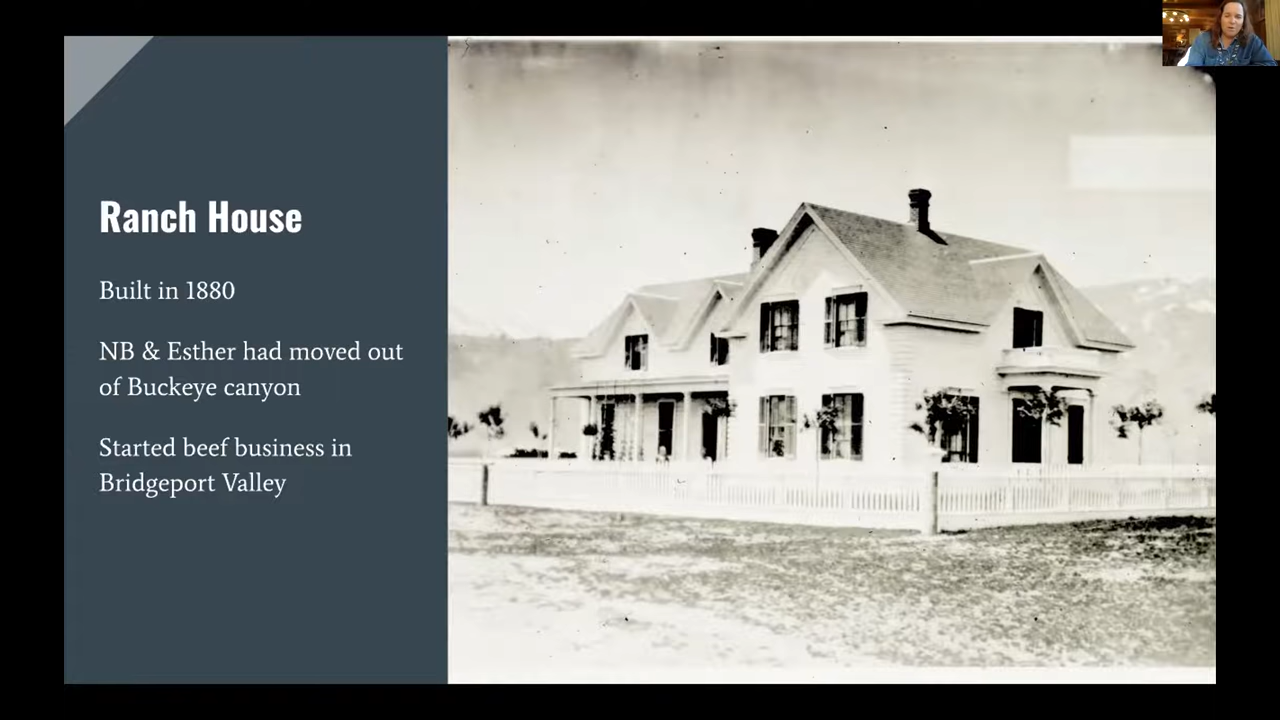 Ranch House
Built in 1880
NB & Esther had moved out
of Buckeye canyon
Started beef business in
Bridgeport Valley